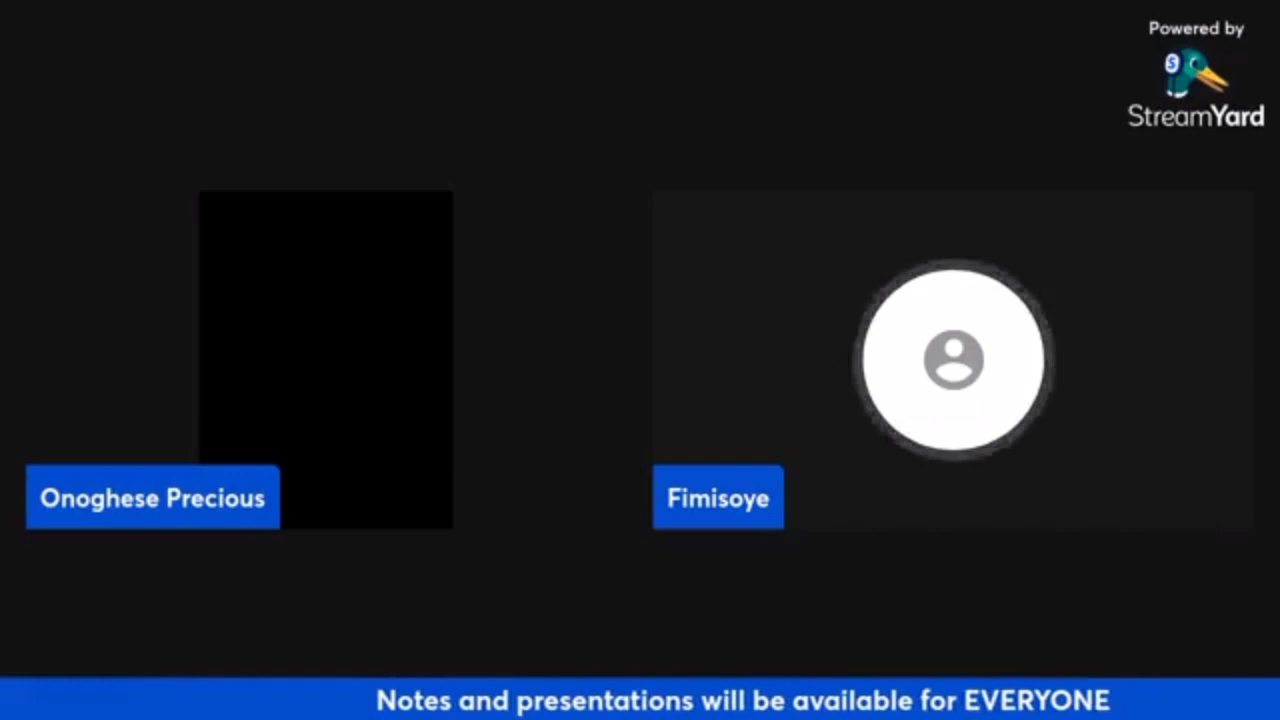 Powered by
S
StreamYard
Onoghese Precious
Fimisoye
Notes and presentations will be available for EVERYONE